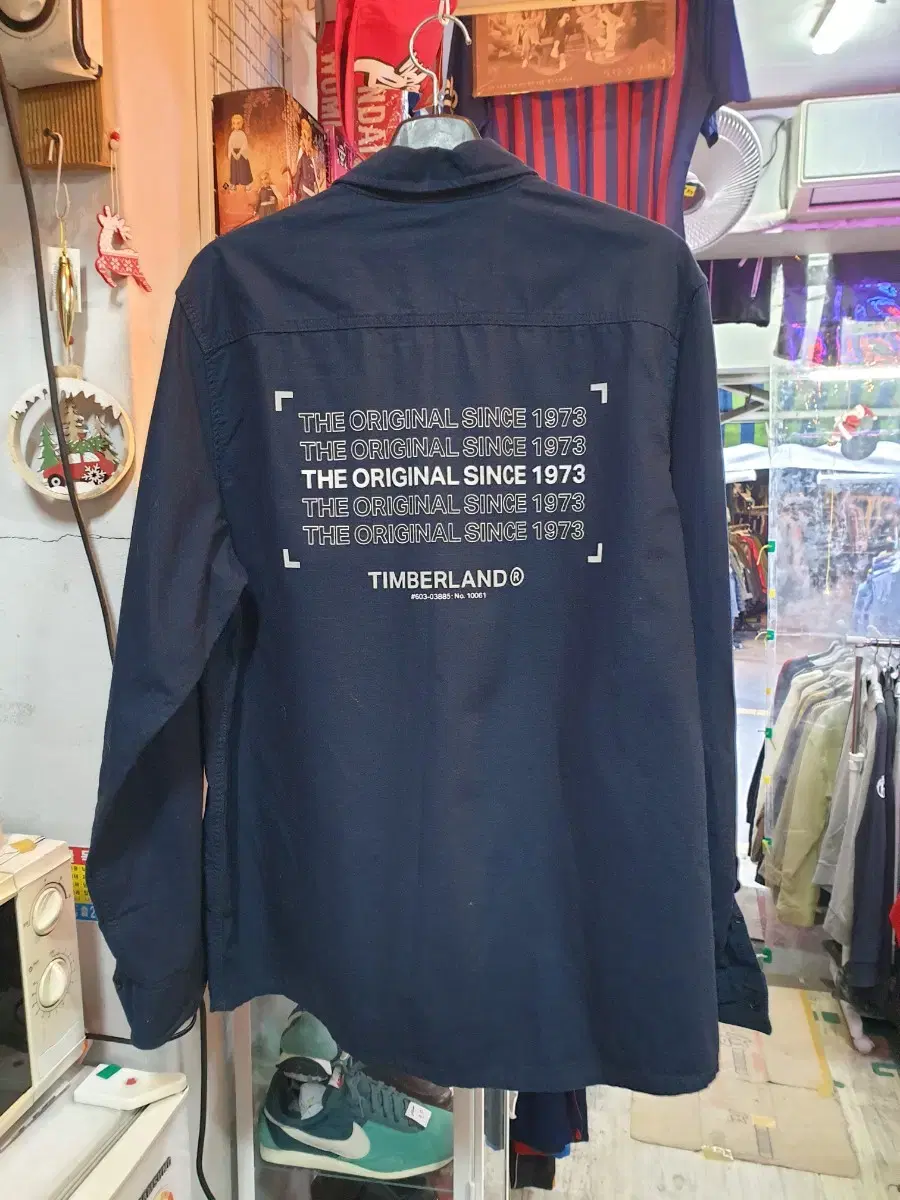 THE ORIGINAL SINCE 1973
THE ORIGINAL SINCE 1973
THE ORIGINAL SINCE 1973
THE ORIGINAL SINCE 1973
THE ORIGINAL SINCE 1973
TIMBERLAND®
#603-03885: No. 10061